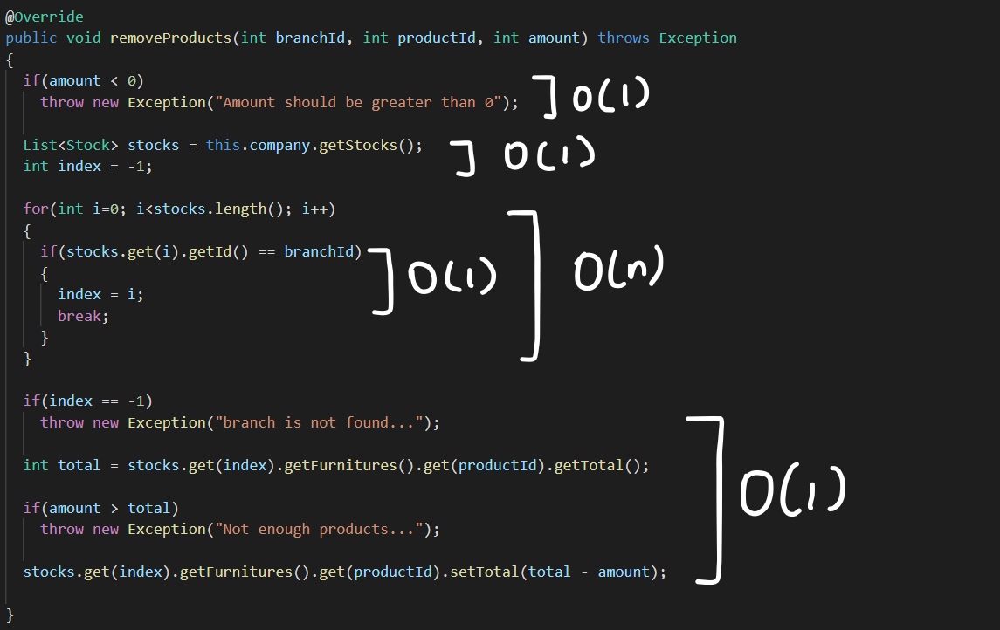 @Override
public void removeProducts(int branchId, int productId, int amount) throws Exception
{
if(amount < 0)
throw new Exception("Amount should be greater than 0"); ] O(1)
List<Stock> stocks = this.company.getStocks(); ] O(1)
int index = -1;
for(int i=0; i<stocks.length(); i++)
{
if(stocks.get(i).getId() == branchId)
{ ] O(1) ] O(n)
index = i;
break;
}
}
if(index == -1)
throw new Exception("branch is not found...");
int total = stocks.get(index).getFurnitures().get(productId).getTotal();
] O(1)
if(amount > total)
throw new Exception("Not enough products...");
stocks.get(index).getFurnitures().get(productId).setTotal(total - amount);
}